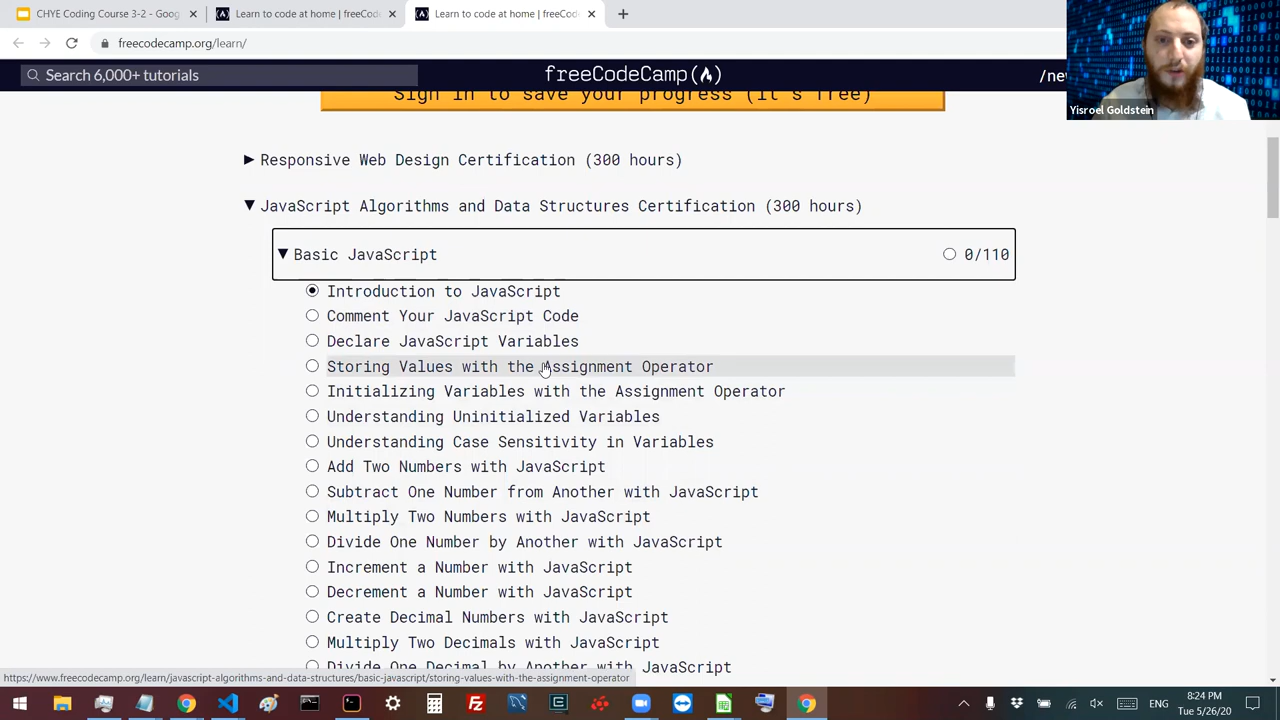 CHYE Coding Course 3-2 - Goog
Learn to code at home | freeCode
Learn to code at home | freeCode
freecodecamp.org/learn/
Search 6,000+ tutorials
freeCodeCamp
Yisroel Goldstein
Sign in to save your progress (it's free)
Responsive Web Design Certification (300 hours)
JavaScript Algorithms and Data Structures Certification (300 hours)
Basic JavaScript 0/110
Introduction to JavaScript
Comment Your JavaScript Code
Declare JavaScript Variables
Storing Values with the Assignment Operator
Initializing Variables with the Assignment Operator
Understanding Uninitialized Variables
Understanding Case Sensitivity in Variables
Add Two Numbers with JavaScript
Subtract One Number from Another with JavaScript
Multiply Two Numbers with JavaScript
Divide One Number by Another with JavaScript
Increment a Number with JavaScript
Decrement a Number with JavaScript
Create Decimal Numbers with JavaScript
Multiply Two Decimals with JavaScript
Divide One Decimal by Another with JavaScript
https://www.freecodecamp.org/learn/javascript-algorithms-and-data-structures/basic-javascript/storing-values-with-the-assignment-operator
ENG
8:24 PM
Tue 5/26/20